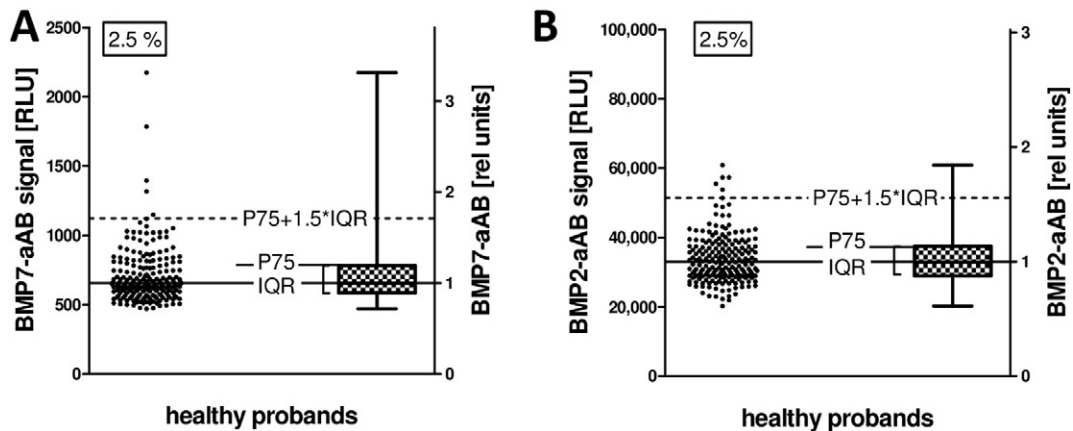 A
2.5 %
BMP7-aAB signal [RLU]
2500
2000
1500
1000
500
0
P75+1.5*IQR
P75
IQR
3
2
1
0
BMP7-aAB [rel units]
healthy probands
B
2.5%
BMP2-aAB signal [RLU]
100,000
80,000
60,000
40,000
20,000
0
P75+1.5*IQR
P75
IQR
3
2
1
0
BMP2-aAB [rel units]
healthy probands